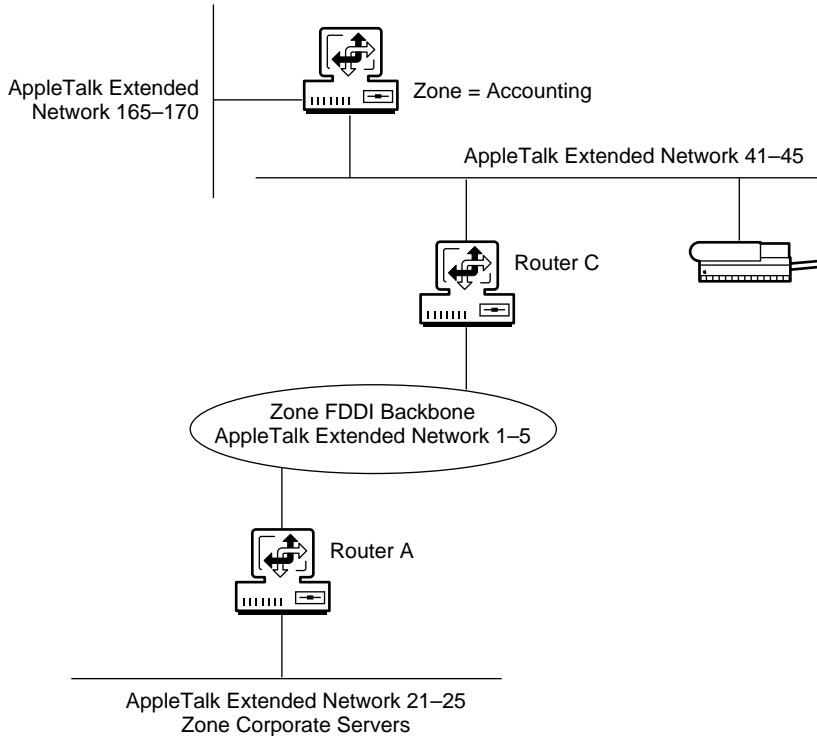 AppleTalk Extended
Network 165–170
Zone = Accounting
AppleTalk Extended Network 41–45
Router C
Zone FDDI Backbone
AppleTalk Extended Network 1–5
Router A
AppleTalk Extended Network 21–25
Zone Corporate Servers